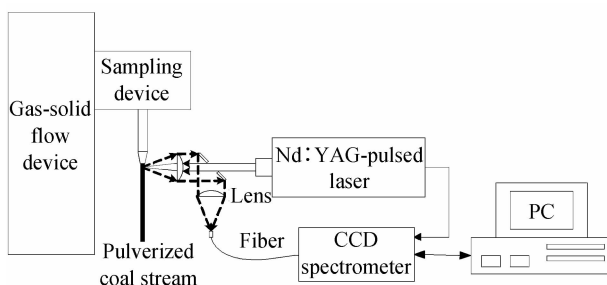 Gas-solid
flow
device
Sampling
device
Nd：YAG-pulsed
laser
Lens
Fiber
CCD
spectrometer
PC
Pulverized
coal stream